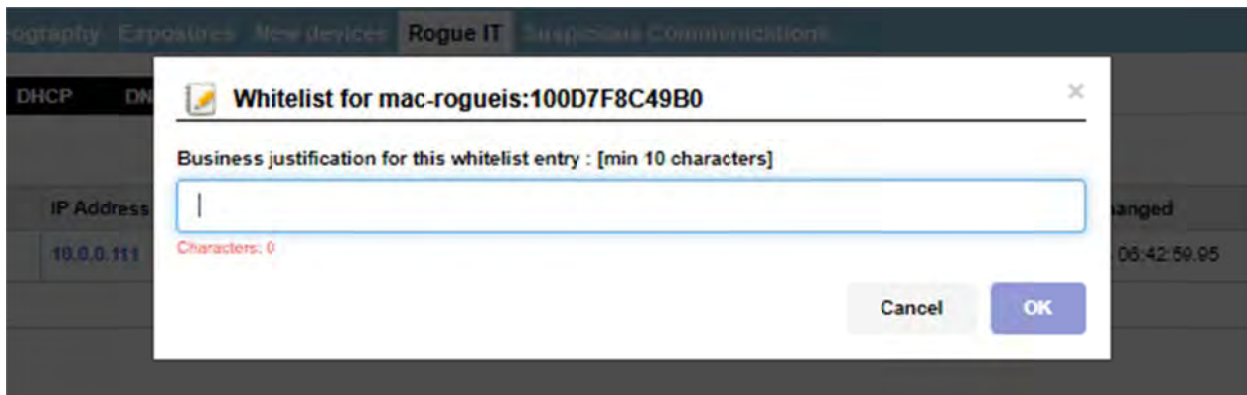 ography Exposures New devices Rogue IT Suspicious Communications
DHCP DN
Whitelist for mac-rogueis:100D7F8C49B0 ×
Business justification for this whitelist entry : [min 10 characters]
IP Address anged
Characters: 0
10.0.0.111 06:42:59.95
Cancel OK